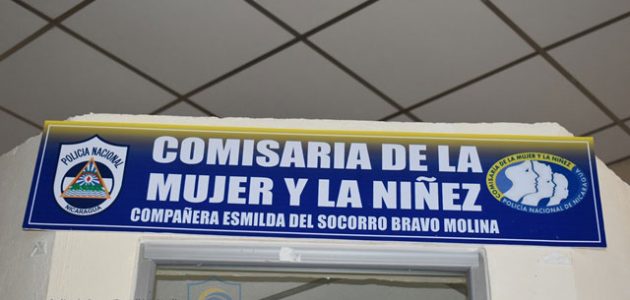 POLICIA NACIONAL
NICARAGUA
COMISARIA DE LA
MUJER Y LA NIÑEZ
COMPAÑERA ESMILDA DEL SOCORRO BRAVO MOLINA
COMISARIA DE LA MUJER Y LA NIÑEZ
POLICIA NACIONAL DE NICARAGUA